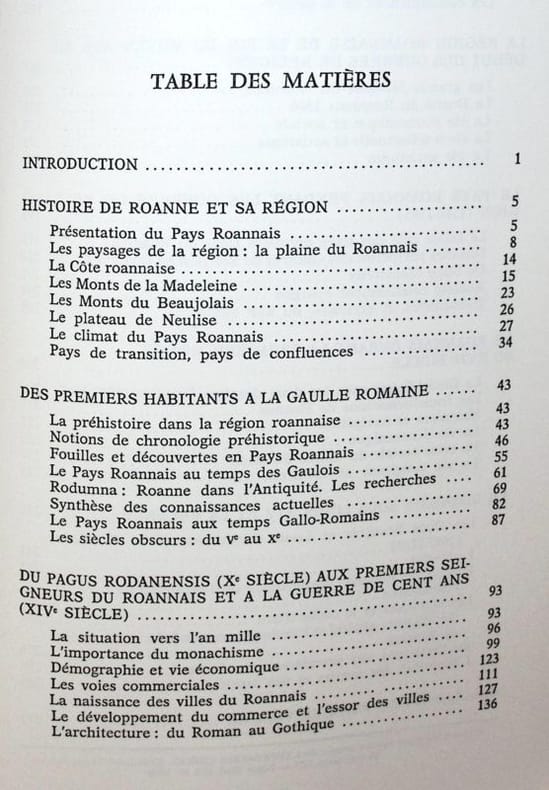 TABLE DES MATIÈRES
INTRODUCTION ........................................ 1
HISTOIRE DE ROANNE ET SA RÉGION .................. 5
Présentation du Pays Roannais ........................ 5
Les paysages de la région : la plaine du Roannais ........ 8
La Côte roannaise .................................... 14
Les Monts de la Madeleine ............................ 15
Les Monts du Beaujolais .............................. 23
Le plateau de Neulise ................................ 26
Le climat du Pays Roannais ........................... 27
Pays de transition, pays de confluences ............... 34
DES PREMIERS HABITANTS A LA GAULLE ROMAINE ...... 43
La préhistoire dans la région roannaise ................ 43
Notions de chronologie préhistorique .................. 43
Fouilles et découvertes en Pays Roannais .............. 46
Le Pays Roannais au temps des Gaulois ................ 55
Rodumna : Roanne dans l'Antiquité. Les recherches .... 61
Synthèse des connaissances actuelles .................. 69
Le Pays Roannais aux temps Gallo-Romains ............ 82
Les siècles obscurs : du Ve au Xe ...................... 87
DU PAGUS RODANENSIS (Xe SIÈCLE) AUX PREMIERS SEI-
GNEURS DU ROANNAIS ET A LA GUERRE DE CENT ANS
(XIVe SIÈCLE) ........................................ 93
La situation vers l'an mille ............................ 93
L'importance du monachisme .......................... 96
Démographie et vie économique ........................ 99
Les voies commerciales ................................ 123
La naissance des villes du Roannais .................... 111
Le développement du commerce et l'essor des villes .... 127
L'architecture : du Roman au Gothique ................ 136